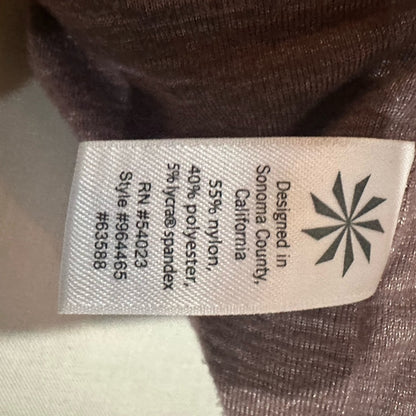 Designed in
Sonoma County,
California
55% nylon,
40% polyester,
5% lycra® spandex
RN #54023
Style #964465
#63588